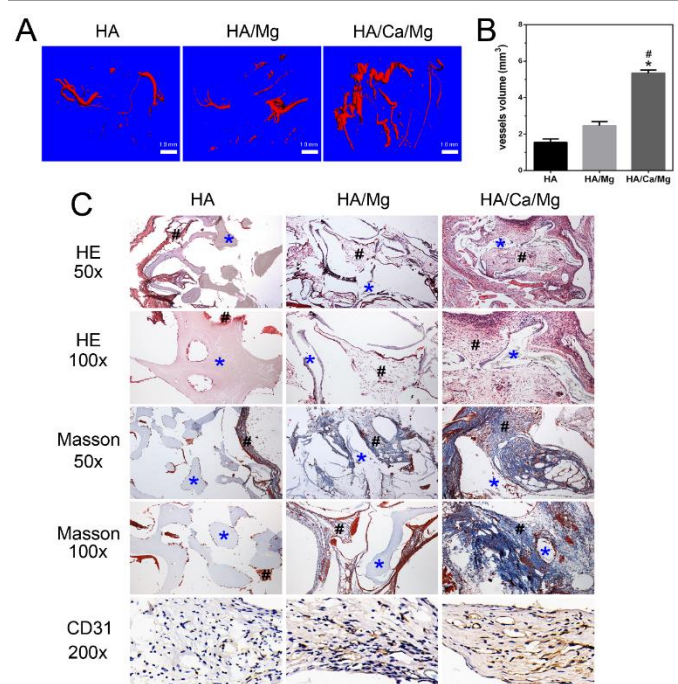 A
HA
HA/Mg
HA/Ca/Mg
1.0 mm
1.0 mm
1.0 mm
B
vessels volume (mm³)
8
6
4
2
0
#
*
HA
HA/Mg
HA/Ca/Mg
C
HA
HA/Mg
HA/Ca/Mg
HE
50x
# * # * * #
HE
100x
# * * # # *
Masson
50x
* # # * # *
Masson
100x
* # # * # *
CD31
200x